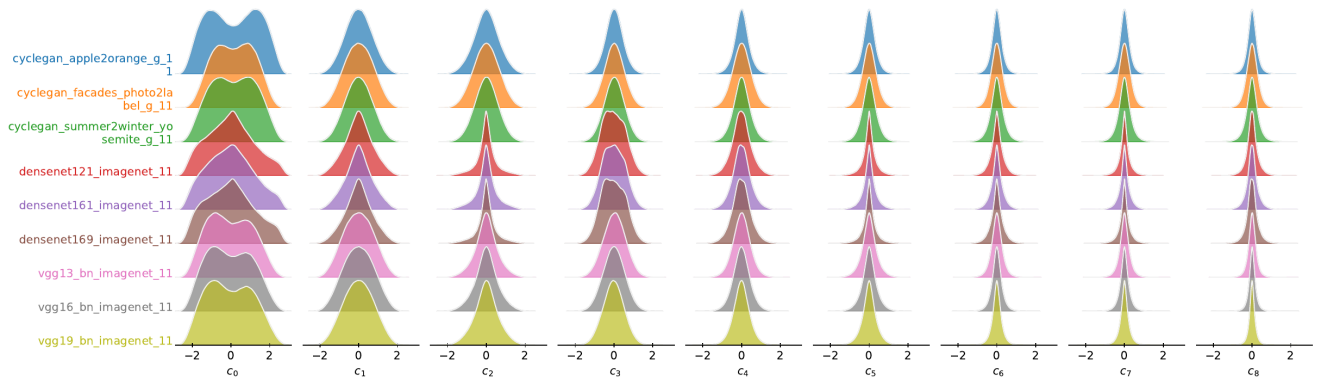 cyclegan_apple2orange_g_1
1
cyclegan_facades_photo2la
bel_g_11
cyclegan_summer2winter_yo
semite_g_11
densenet121_imagenet_11
densenet161_imagenet_11
densenet169_imagenet_11
vgg13_bn_imagenet_11
vgg16_bn_imagenet_11
vgg19_bn_imagenet_11
−2 0 2 −2 0 2 −2 0 2 −2 0 2 −2 0 2 −2 0 2 −2 0 2 −2 0 2 −2 0 2
c0 c1 c2 c3 c4 c5 c6 c7 c8